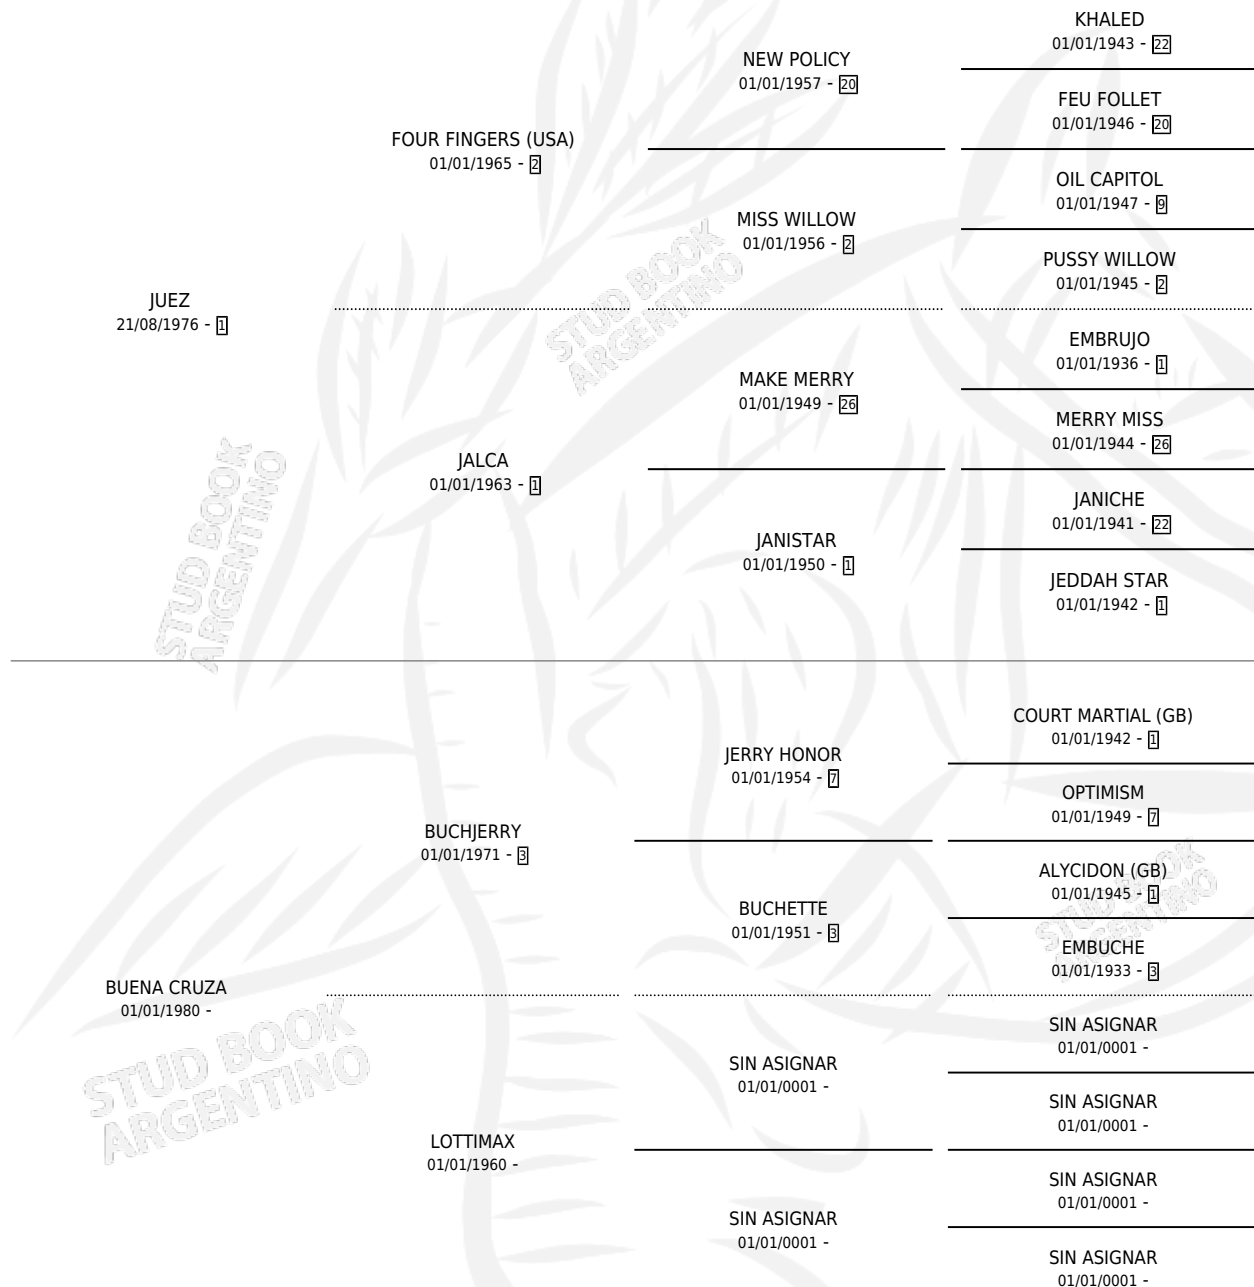 KHALED
01/01/1943 - 22
NEW POLICY
01/01/1957 - 20
FEU FOLLET
01/01/1946 - 20
FOUR FINGERS (USA)
01/01/1965 - 2
OIL CAPITOL
01/01/1947 - 9
MISS WILLOW
01/01/1956 - 2
PUSSY WILLOW
01/01/1945 - 2
JUEZ
21/08/1976 - 1
STUD BOOK
ARGENTINO
EMBRUJO
01/01/1936 - 1
MAKE MERRY
01/01/1949 - 26
MERRY MISS
01/01/1944 - 26
JALCA
01/01/1963 - 1
JANICHE
01/01/1941 - 22
JANISTAR
01/01/1950 - 1
JEDDAH STAR
01/01/1942 - 1
STUD BOOK
ARGENTINO
COURT MARTIAL (GB)
01/01/1942 - 1
JERRY HONOR
01/01/1954 - 7
OPTIMISM
01/01/1949 - 7
BUCHJERRY
01/01/1971 - 3
ALYCIDON (GB)
01/01/1945 - 1
BUCHETTE
01/01/1951 - 3
STUD BOOK
ARGENTINO
EMBUCHE
01/01/1933 - 3
BUENA CRUZA
01/01/1980 -
STUD BOOK
ARGENTINO
SIN ASIGNAR
01/01/0001 -
SIN ASIGNAR
01/01/0001 -
SIN ASIGNAR
01/01/0001 -
LOTTIMAX
01/01/1960 -
SIN ASIGNAR
01/01/0001 -
SIN ASIGNAR
01/01/0001 -
SIN ASIGNAR
01/01/0001 -